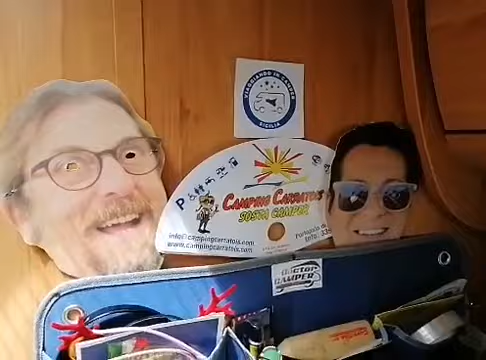 VIAGGIANDO IN CAMPER
SICILIA
P
CAMPING CARRATOIS
SOSTA CAMPER
info@campingcarratois.com
www.campingcarratois.com
DOCTOR
CAMPER